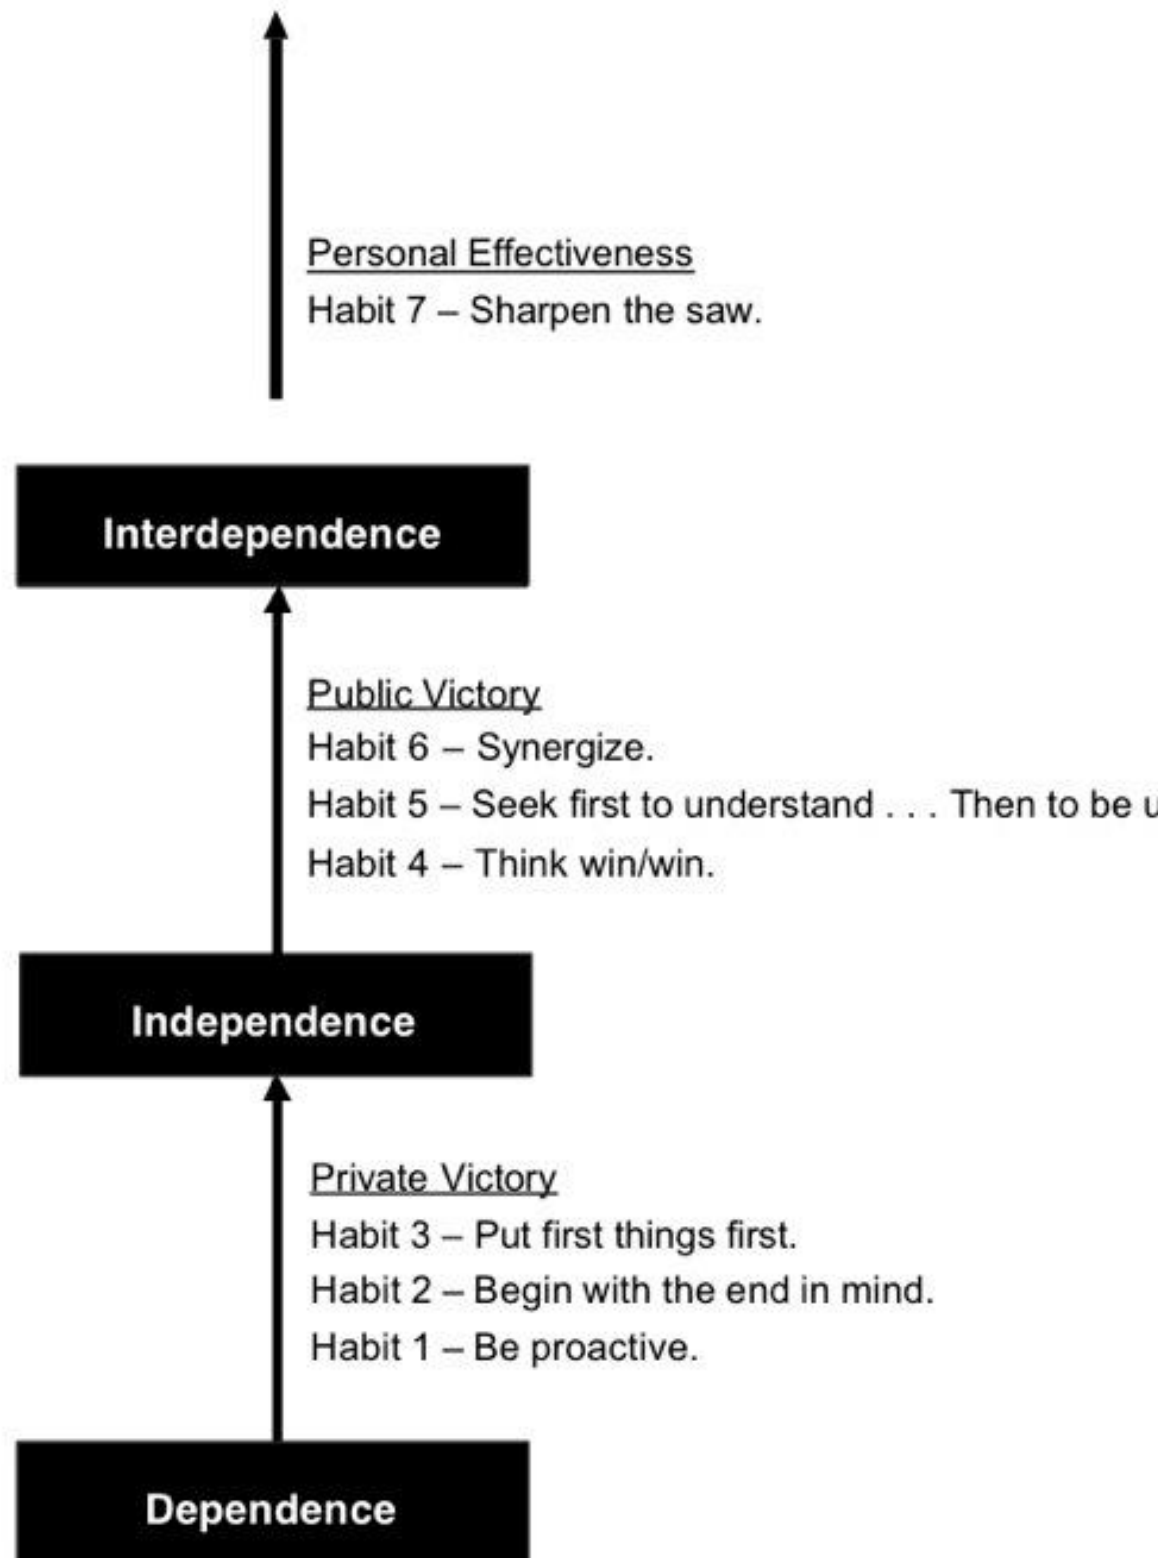 Personal Effectiveness
Habit 7 – Sharpen the saw.
Interdependence
Public Victory
Habit 6 – Synergize.
Habit 5 – Seek first to understand . . . Then to be
Habit 4 – Think win/win.
Independence
Private Victory
Habit 3 – Put first things first.
Habit 2 – Begin with the end in mind.
Habit 1 – Be proactive.
Dependence